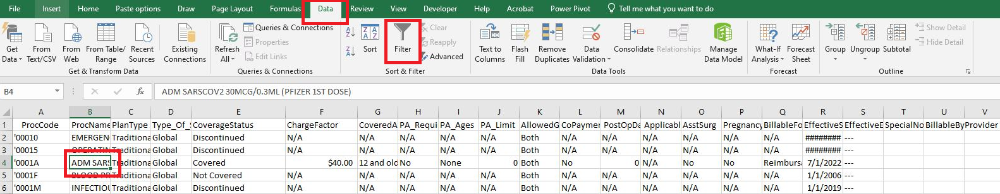 File Insert Home Paste options Draw Page Layout Formulas Data Review View Developer Help Acrobat Power Pivot Tell me what you want to do
Get Data
From Text/CSV
From Web
From Table/ Range
Recent Sources
Existing Connections
Get & Transform Data
Refresh All
Queries & Connections
Properties
Edit Links
Queries & Connections
A Z
Z A
Z A A Z
Sort
Filter
Clear
Reapply
Advanced
Sort & Filter
Text to Columns
Flash Fill
Remove Duplicates
Data Validation
Consolidate
Relationships
Manage Data Model
Data Tools
What-If Analysis
Forecast Sheet
Forecast
Group
Ungroup
Subtotal
Show Detail
Hide Detail
Outline
B4 fx ADM SARSCOV2 30MCG/0.3ML (PFIZER 1ST DOSE)
A B C D E F G H I J K L M N O P Q R S T U V
1 ProcCode ProcName PlanType Type_Of_S CoverageStatus ChargeFactor CoveredA PA_Requi PA_Ages PA_Limit AllowedG CoPaymen PostOpDa Applicabl AsstSurg Pregnancy BillableFo EffectiveS EffectiveE SpecialNo BillableByProvider
2 '00010 EMERGEN Traditiona Global Discontinued N/A N/A N/A N/A N/A Both N/A N/A N/A N/A N/A N/A ######## ---
3 '00015 OPERATIN Traditiona Global Discontinued N/A N/A N/A N/A N/A Both N/A N/A N/A N/A N/A N/A ######## ---
4 '0001A ADM SARS Traditiona Global Covered $40.00 12 and old No None 0 Both No 0 N/A No No Reimbursa 7/1/2022 ---
5 '0001F BLOOD PR Traditiona Global Not Covered N/A N/A N/A N/A N/A Both N/A N/A N/A N/A N/A N/A 1/1/2006 ---
6 '0001M INFECTIOU Traditiona Global Discontinued N/A N/A N/A N/A N/A Both N/A N/A N/A N/A N/A N/A 1/1/2019 ---